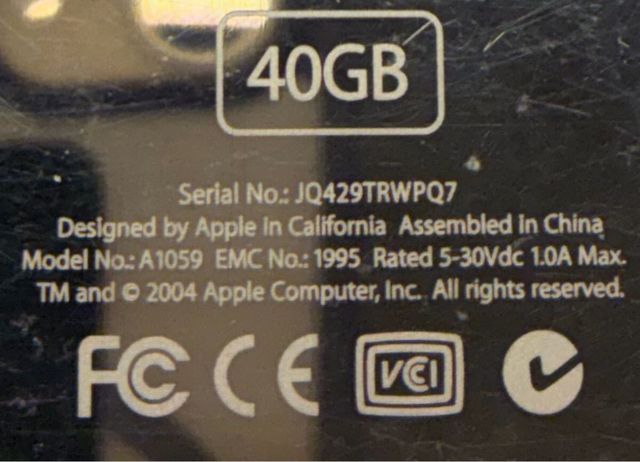 40GB
Serial No.: JQ429TRWPQ7
Designed by Apple in California Assembled in China
Model No.: A1059 EMC No.: 1995 Rated 5-30Vdc 1.0A Max.
TM and © 2004 Apple Computer, Inc. All rights reserved.
FC CE VCCI